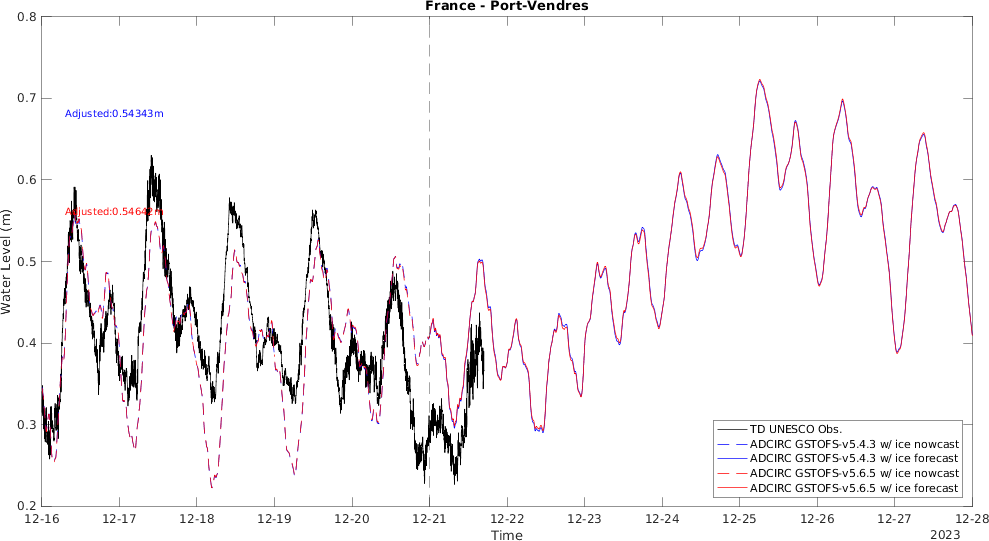 France - Port-Vendres
Water Level (m)
0.8
0.7
0.6
0.5
0.4
0.3
0.2
Adjusted:0.54343m
Adjusted:0.54642m
TD UNESCO Obs.
ADCIRC GSTOFS-v5.4.3 w/ ice nowcast
ADCIRC GSTOFS-v5.4.3 w/ ice forecast
ADCIRC GSTOFS-v5.6.5 w/ ice nowcast
ADCIRC GSTOFS-v5.6.5 w/ ice forecast
12-16 12-17 12-18 12-19 12-20 12-21 12-22 12-23 12-24 12-25 12-26 12-27 12-28
Time
2023